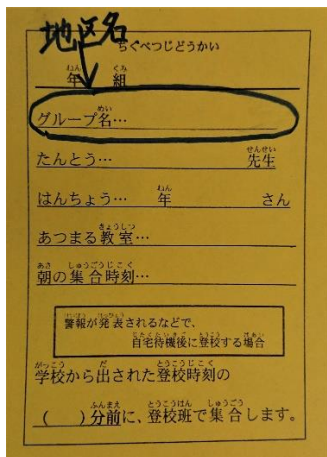 地区名
ちくべつじどうかい
年 組
グループ名…
たんとう… 先生
はんちょう… 年 さん
あつまる教室…
朝の集合時刻…
警報が発表されるなどで、
自宅待機後に登校する場合
学校から出された登校時刻の
( )分前に、登校班で集合します。